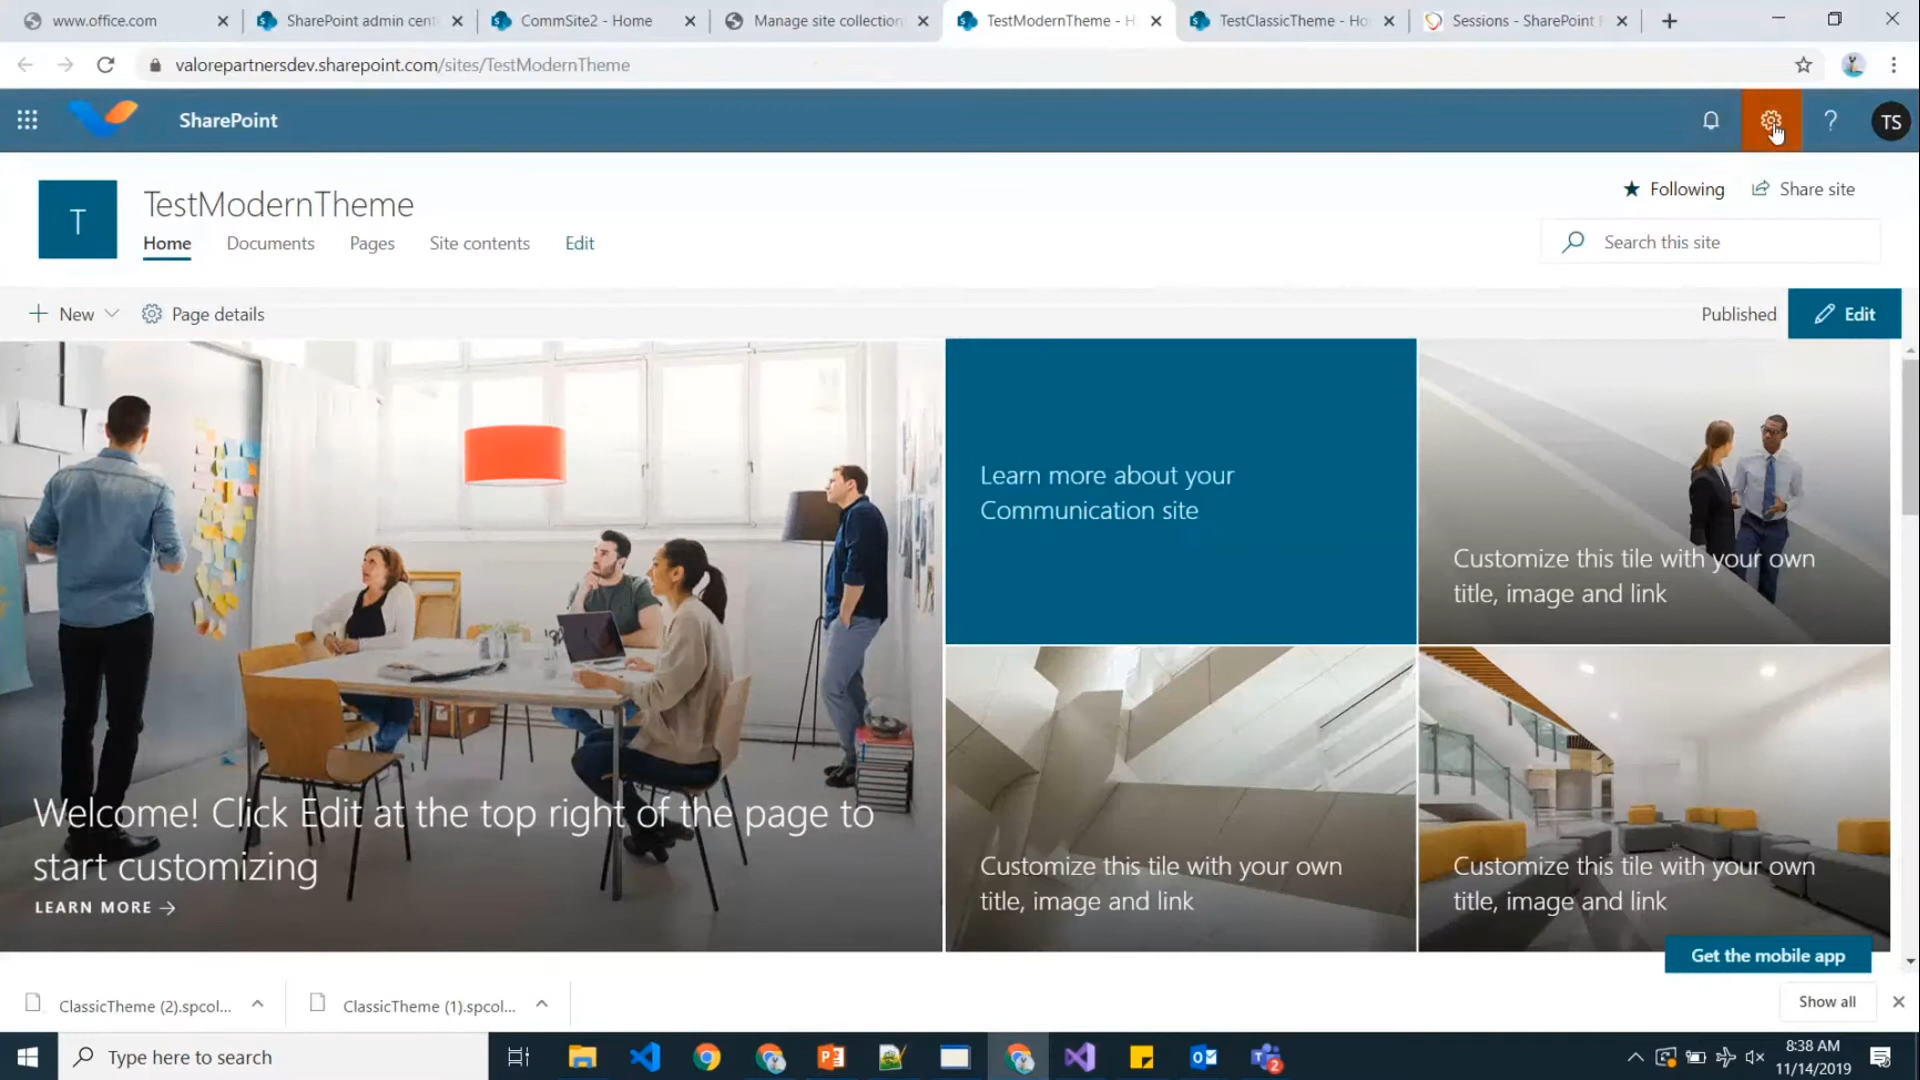 www.office.com
SharePoint admin cent
CommSite2 - Home
Manage site collection
TestModernTheme - H
TestClassicTheme - Ho
Sessions - SharePoint
valorepartnersdev.sharepoint.com/sites/TestModernTheme
SharePoint
TS
T
TestModernTheme
Home
Documents
Pages
Site contents
Edit
Following
Share site
Search this site
New
Page details
Published
Edit
Welcome! Click Edit at the top right of the page to
start customizing
LEARN MORE →
Learn more about your
Communication site
Customize this tile with your own
title, image and link
Customize this tile with your own
title, image and link
Customize this tile with your own
title, image and link
Get the mobile app
ClassicTheme (2).spcol...
ClassicTheme (1).spcol...
Show all
Type here to search
2
8:38 AM
11/14/2019